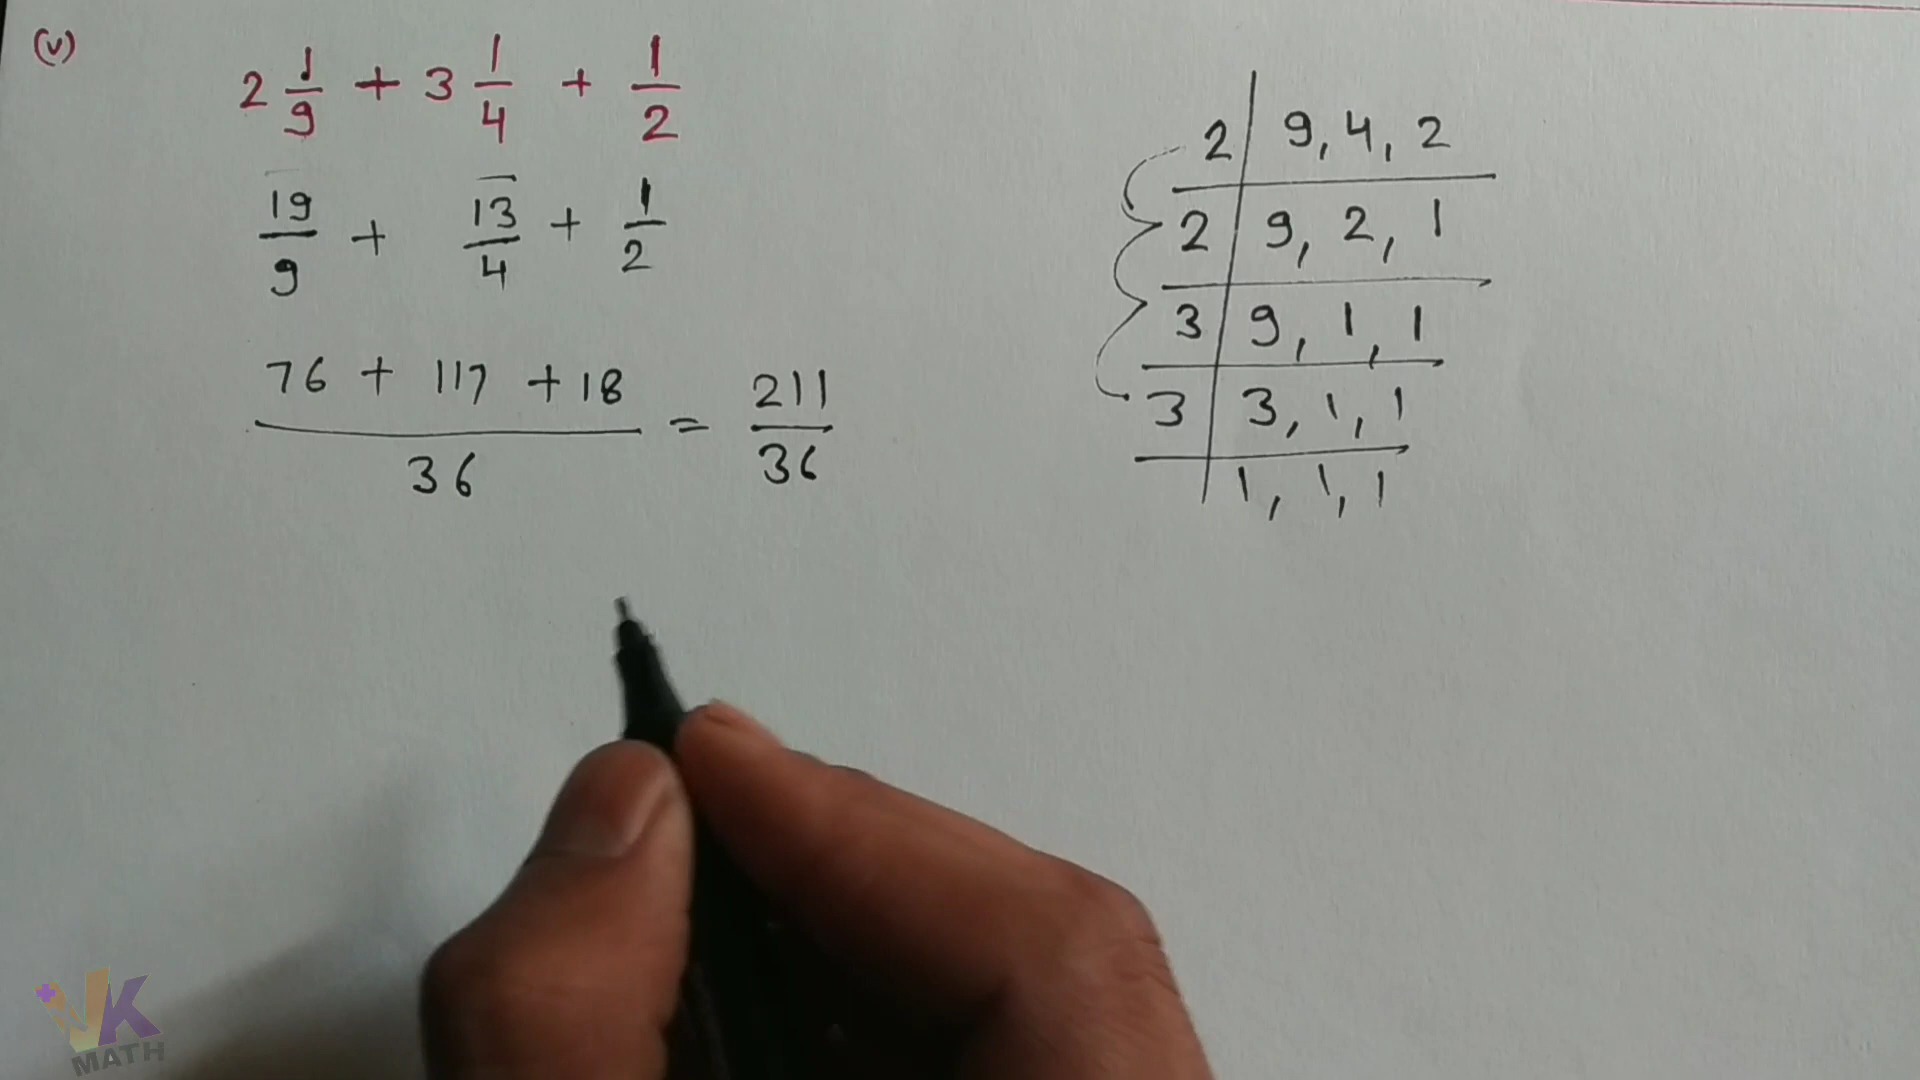 (v) 2 1/9 + 3 1/4 + 1/2
19/9 + 13/4 + 1/2
76 + 117 + 18 / 36 = 211/36
2 | 9, 4, 2
2 | 9, 2, 1
3 | 9, 1, 1
3 | 3, 1, 1
1, 1, 1
VK
MATH